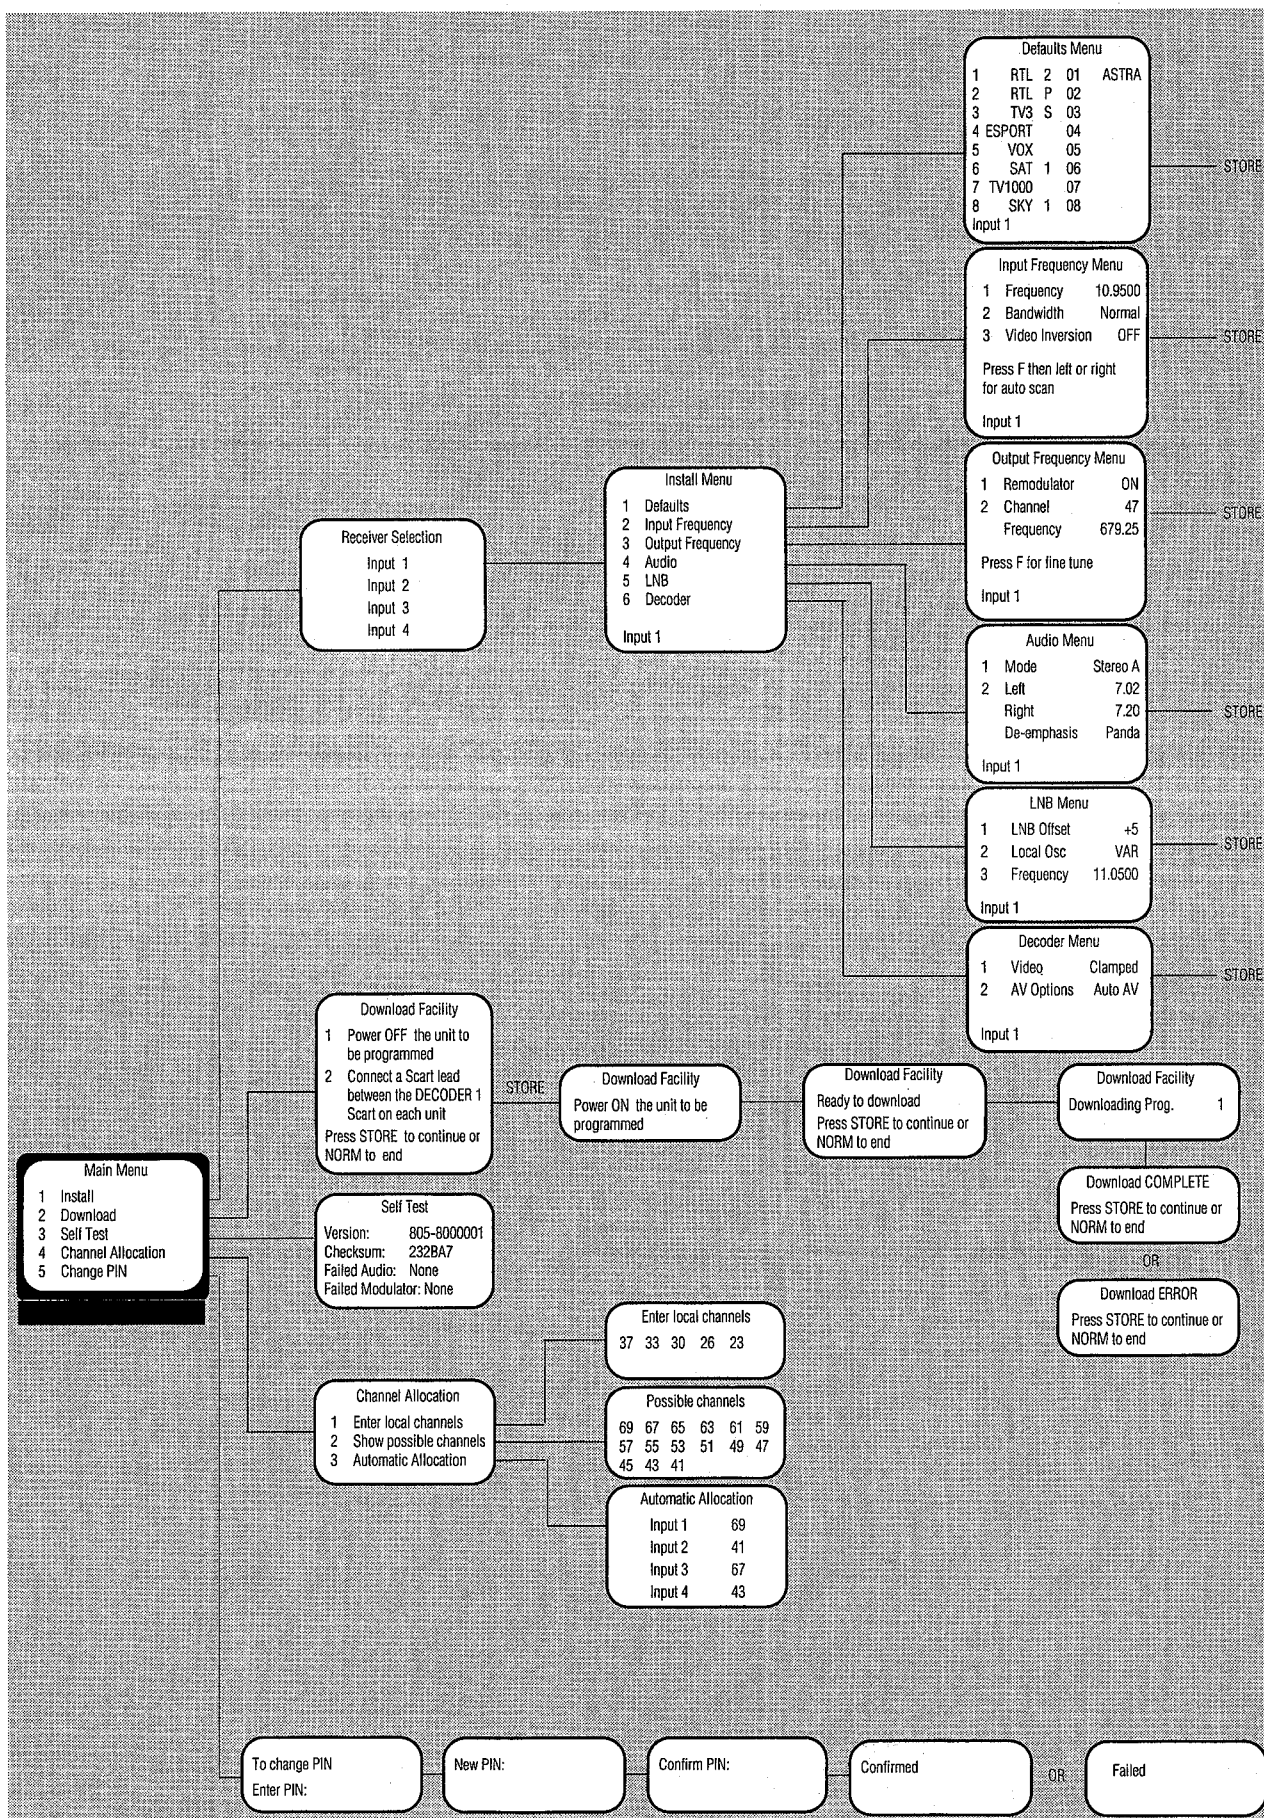 Defaults Menu
1 RTL 2 01 ASTRA
2 RTL P 02
3 TV3 S 03
4 ESPORT 04
5 VOX 05
6 SAT 1 06
7 TV1000 07
8 SKY 1 08
Input 1
STORE
Input Frequency Menu
1 Frequency 10.9500
2 Bandwidth Normal
3 Video Inversion OFF
Press F then left or right
for auto scan
Input 1
STORE
Output Frequency Menu
1 Remodulator ON
2 Channel 47
Frequency 679.25
Press F for fine tune
Input 1
STORE
Install Menu
1 Defaults
2 Input Frequency
3 Output Frequency
4 Audio
5 LNB
6 Decoder
Input 1
Receiver Selection
Input 1
Input 2
Input 3
Input 4
Audio Menu
1 Mode Stereo A
2 Left 7.02
Right 7.20
De-emphasis Panda
Input 1
STORE
LNB Menu
1 LNB Offset +5
2 Local Osc VAR
3 Frequency 11.0500
Input 1
STORE
Decoder Menu
1 Video Clamped
2 AV Options Auto AV
Input 1
STORE
Download Facility
1 Power OFF the unit to
be programmed
2 Connect a Scart lead
between the DECODER 1
Scart on each unit
Press STORE to continue or
NORM to end
STORE
Download Facility
Power ON the unit to be
programmed
Download Facility
Ready to download
Press STORE to continue or
NORM to end
Download Facility
Downloading Prog. 1
Download COMPLETE
Press STORE to continue or
NORM to end
OR
Download ERROR
Press STORE to continue or
NORM to end
Main Menu
1 Install
2 Download
3 Self Test
4 Channel Allocation
5 Change PIN
Self Test
Version: 805-8000001
Checksum: 232BA7
Failed Audio: None
Failed Modulator: None
Enter local channels
37 33 30 26 23
Channel Allocation
1 Enter local channels
2 Show possible channels
3 Automatic Allocation
Possible channels
69 67 65 63 61 59
57 55 53 51 49 47
45 43 41
Automatic Allocation
Input 1 69
Input 2 41
Input 3 67
Input 4 43
To change PIN
Enter PIN:
New PIN:
Confirm PIN:
Confirmed
OR
Failed